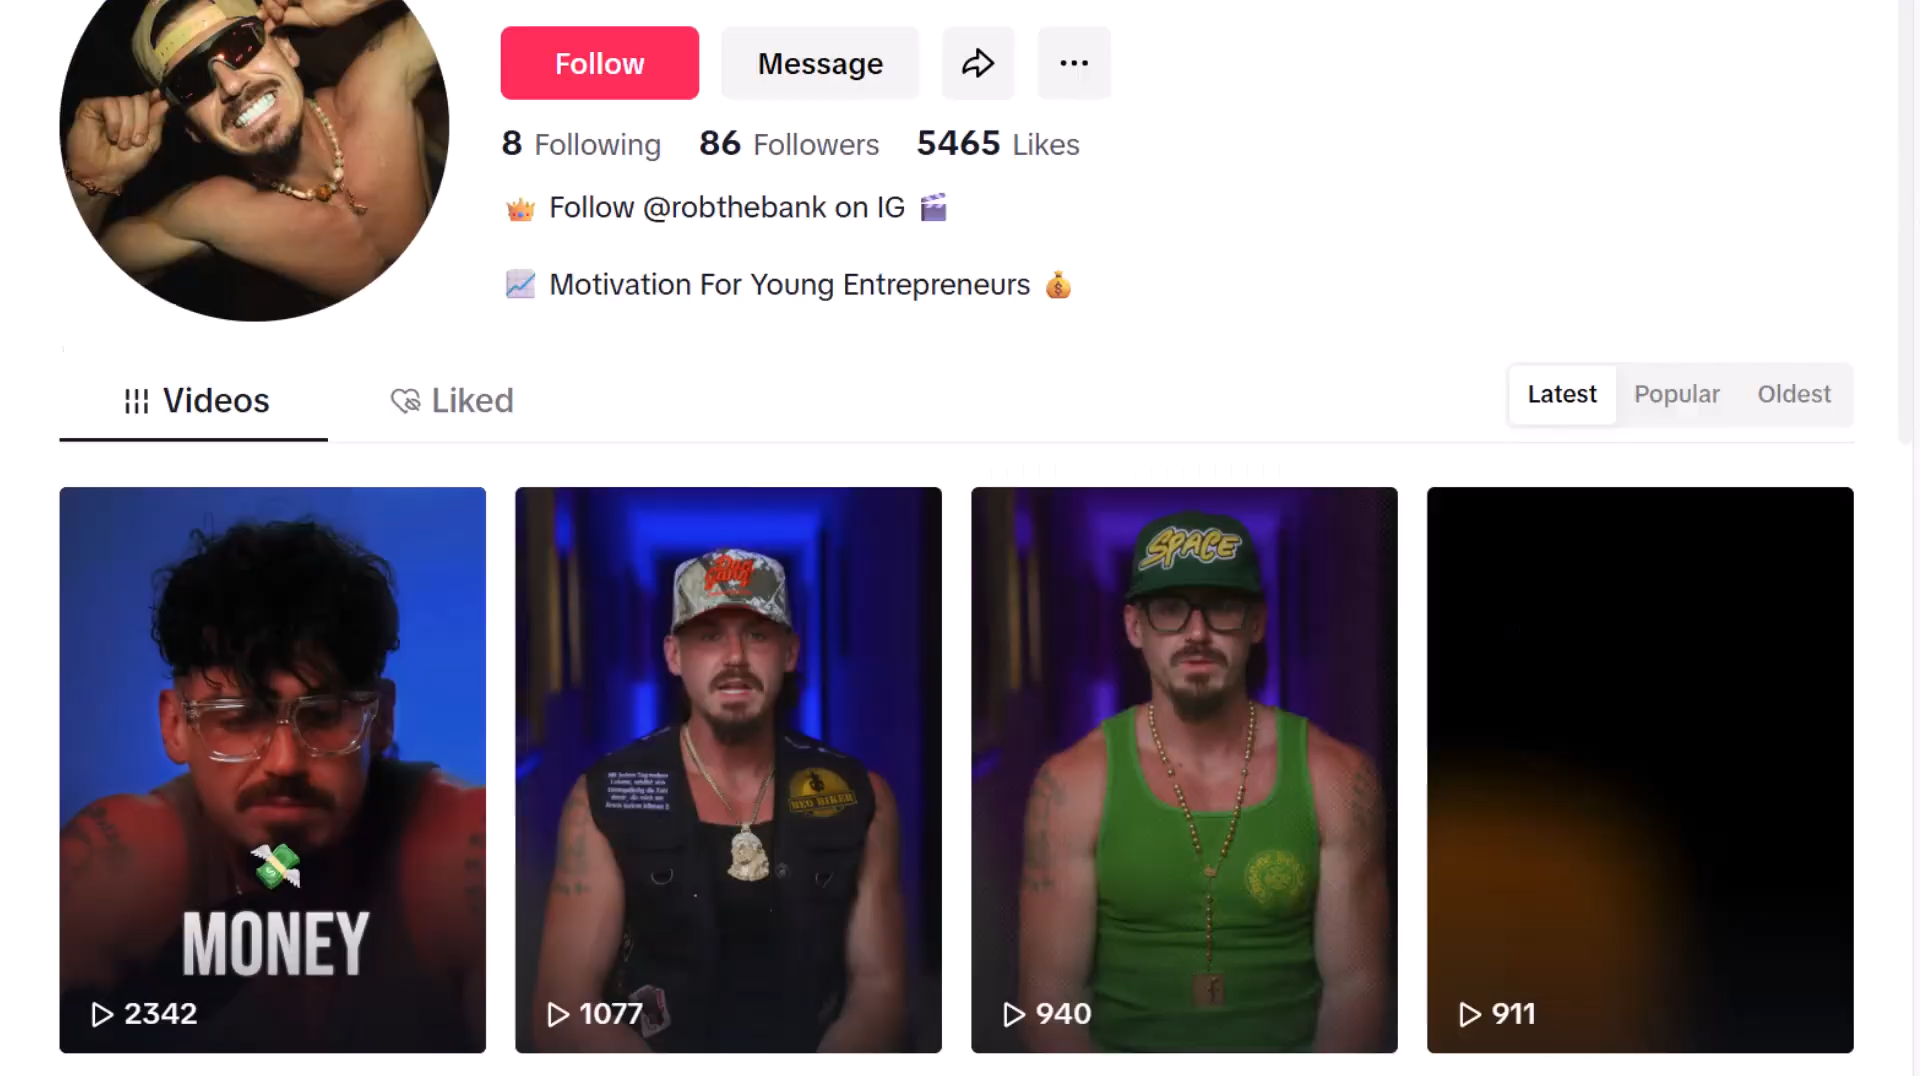 Follow
Message
8 Following 86 Followers 5465 Likes
Follow @robthebank on IG
Motivation For Young Entrepreneurs
Videos
Liked
Latest
Popular
Oldest
MONEY
2342
1077
SPACE
940
911